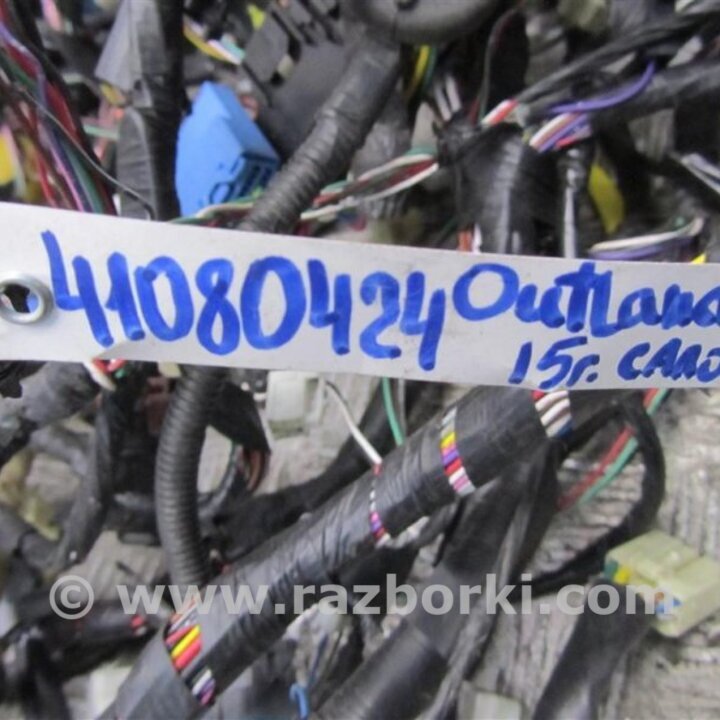 41080424 Outland
15г. САЛО
© www.razborki.com